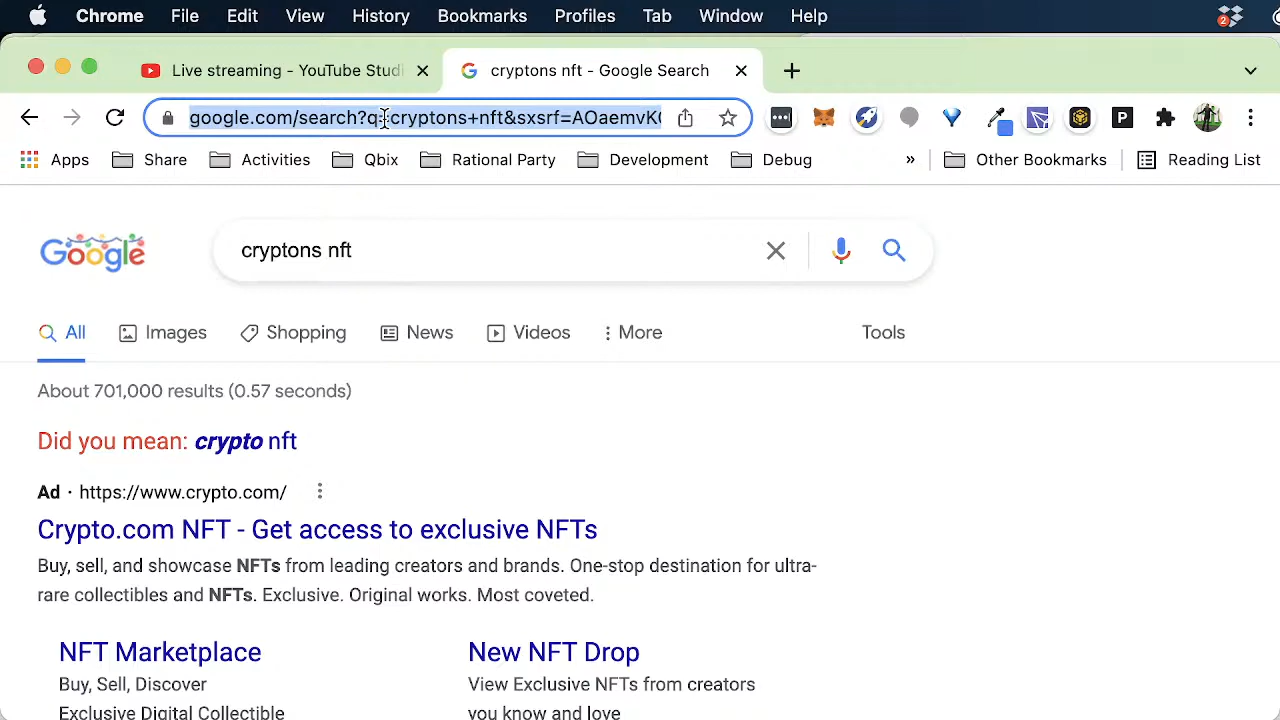 Chrome File Edit View History Bookmarks Profiles Tab Window Help 2
Live streaming - YouTube Studi cryptons nft - Google Search
google.com/search?q=cryptons+nft&sxsrf=AOaemvK P
Apps Share Activities Qbix Rational Party Development Debug » Other Bookmarks Reading List
Google cryptons nft
All Images Shopping News Videos More Tools
About 701,000 results (0.57 seconds)
Did you mean: crypto nft
Ad · https://www.crypto.com/
Crypto.com NFT - Get access to exclusive NFTs
Buy, sell, and showcase NFTs from leading creators and brands. One-stop destination for ultra-
rare collectibles and NFTs. Exclusive. Original works. Most coveted.
NFT Marketplace New NFT Drop
Buy, Sell, Discover View Exclusive NFTs from creators
Exclusive Digital Collectible you know and love